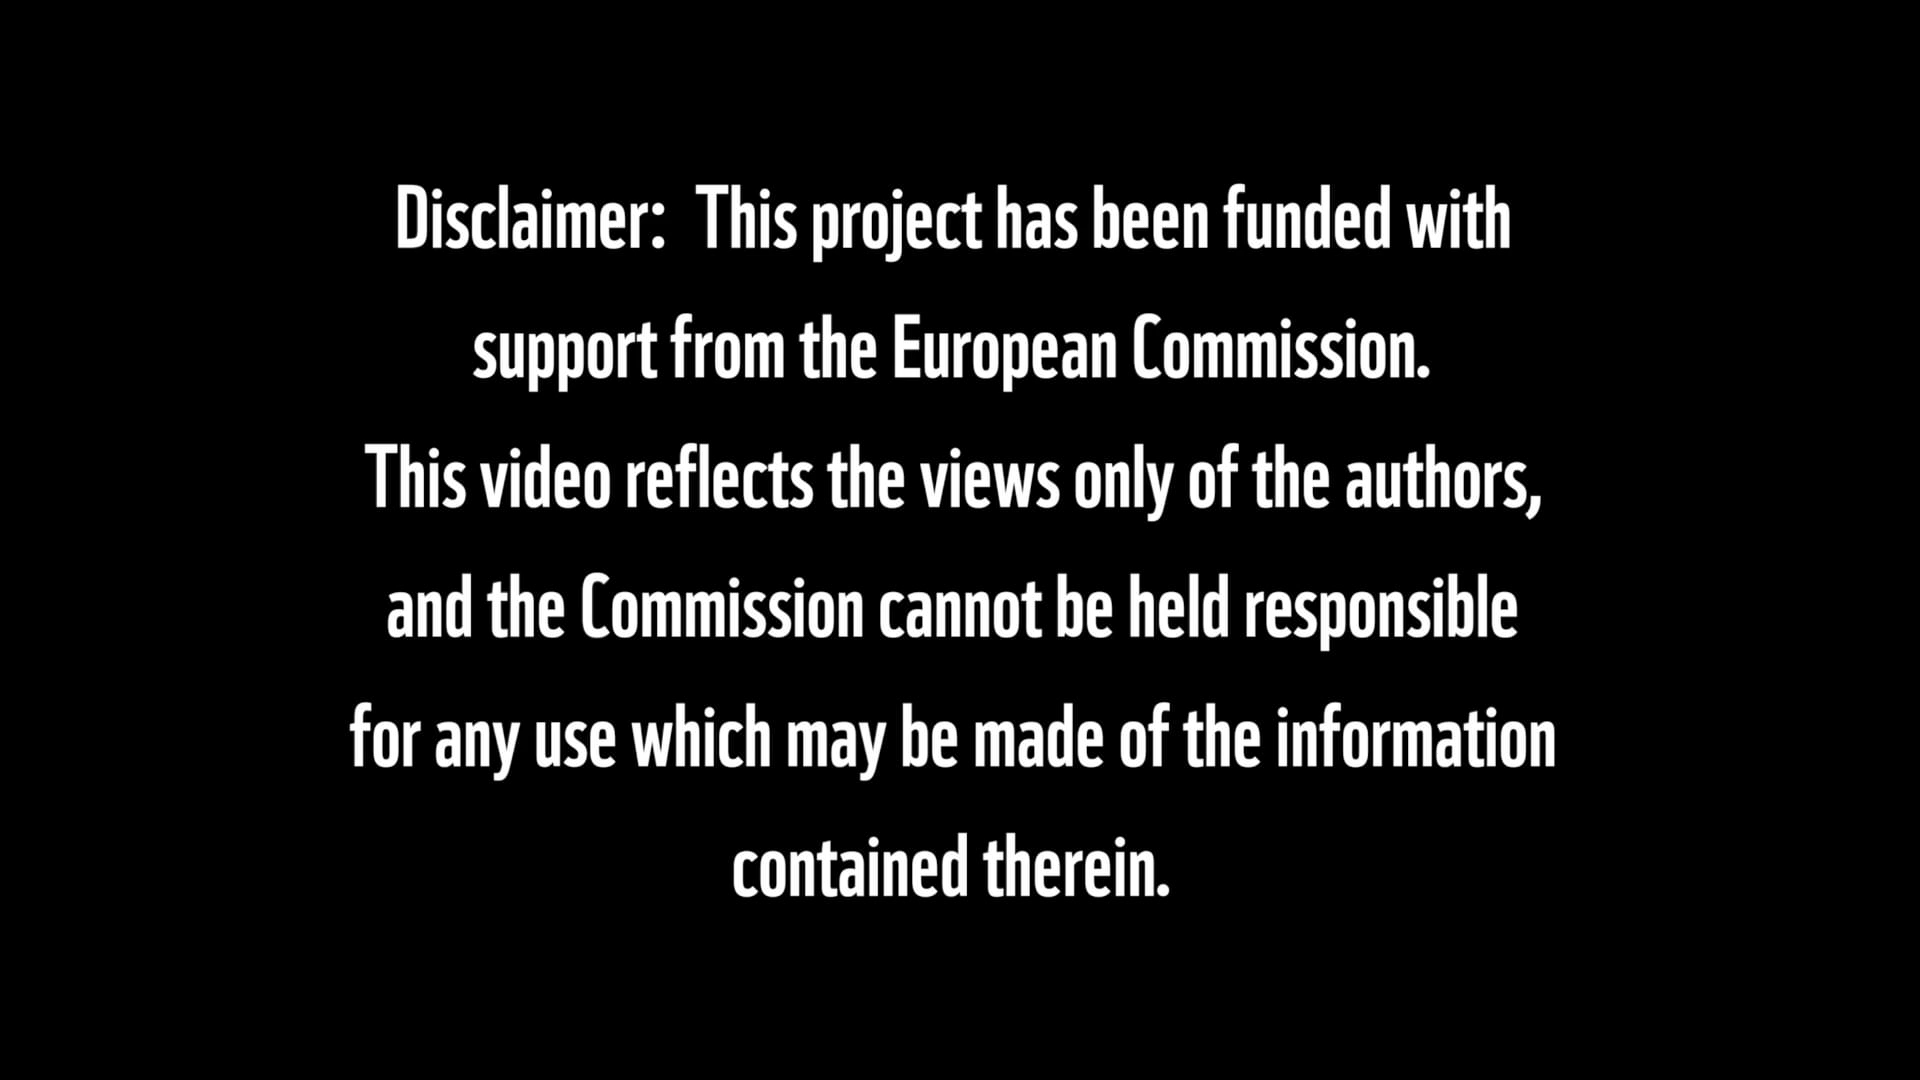 Disclaimer: This project has been funded with
support from the European Commission.
This video reflects the views only of the authors,
and the Commission cannot be held responsible
for any use which may be made of the information
contained therein.